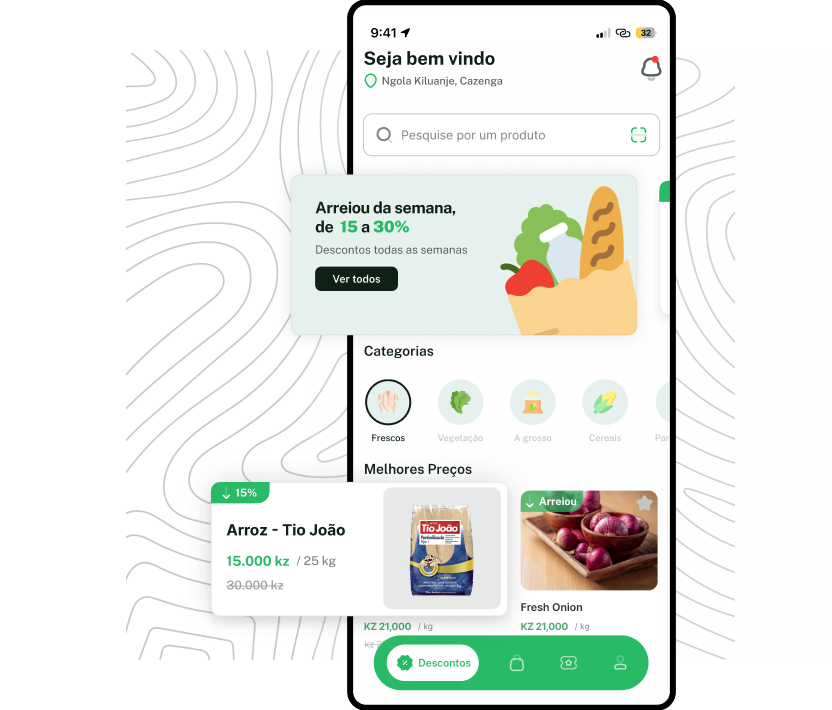 9:41
32
Seja bem vindo
Ngola Kiluanje, Cazenga
Pesquise por um produto
Arreiou da semana,
de 15 a 30%
Descontos todas as semanas
Ver todos
Categorias
Frescos
Vegetação
A grosso
Cereais
Melhores Preços
15%
Arroz - Tio João
15.000 kz / 25 kg
30.000 kz
Tio João
Arreiou
Fresh Onion
KZ 21,000 / kg
KZ 21,000 / kg
Descontos